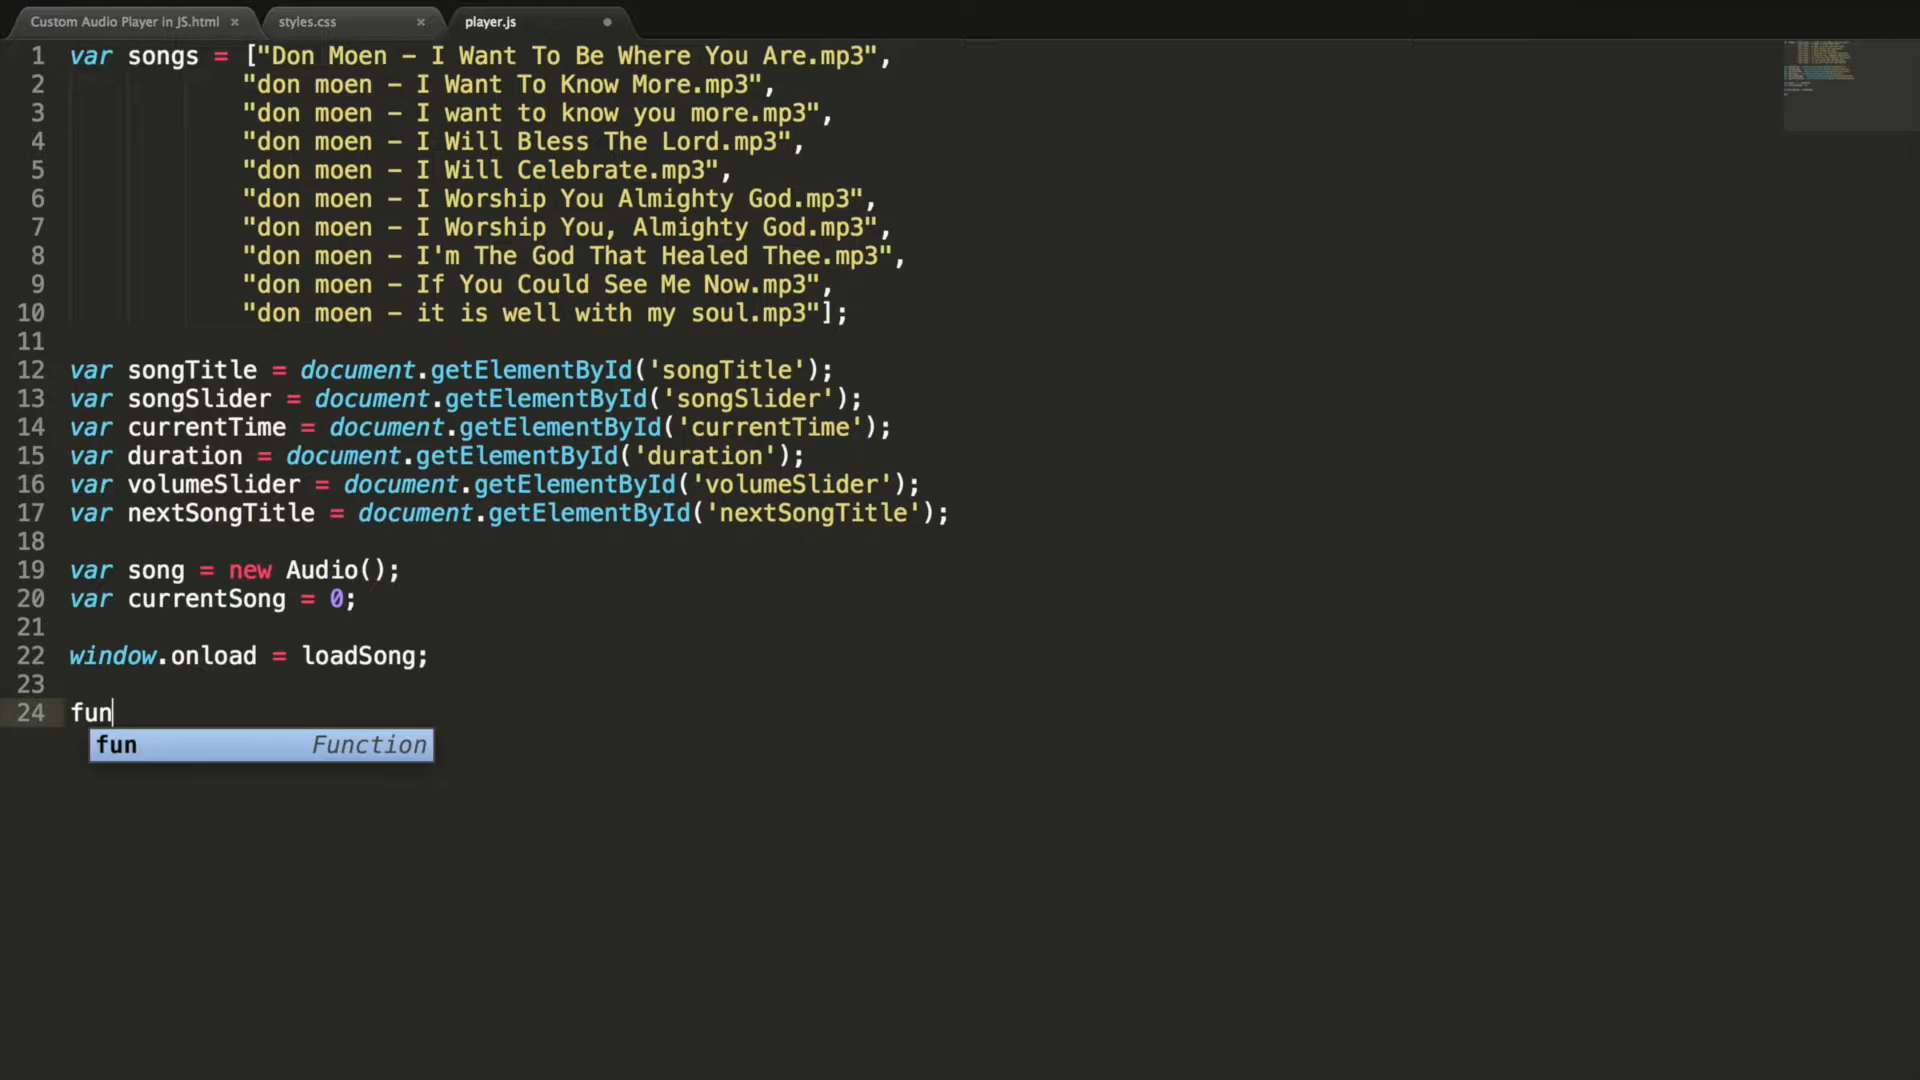 Custom Audio Player in JS.html × styles.css × player.js
1 var songs = ["Don Moen – I Want To Be Where You Are.mp3",
2 "don moen – I Want To Know More.mp3",
3 "don moen – I want to know you more.mp3",
4 "don moen – I Will Bless The Lord.mp3",
5 "don moen – I Will Celebrate.mp3",
6 "don moen – I Worship You Almighty God.mp3",
7 "don moen – I Worship You, Almighty God.mp3",
8 "don moen – I'm The God That Healed Thee.mp3",
9 "don moen – If You Could See Me Now.mp3",
10 "don moen – it is well with my soul.mp3"];
11
12 var songTitle = document.getElementById('songTitle');
13 var songSlider = document.getElementById('songSlider');
14 var currentTime = document.getElementById('currentTime');
15 var duration = document.getElementById('duration');
16 var volumeSlider = document.getElementById('volumeSlider');
17 var nextSongTitle = document.getElementById('nextSongTitle');
18
19 var song = new Audio();
20 var currentSong = 0;
21
22 window.onload = loadSong;
23
24 fun
fun Function